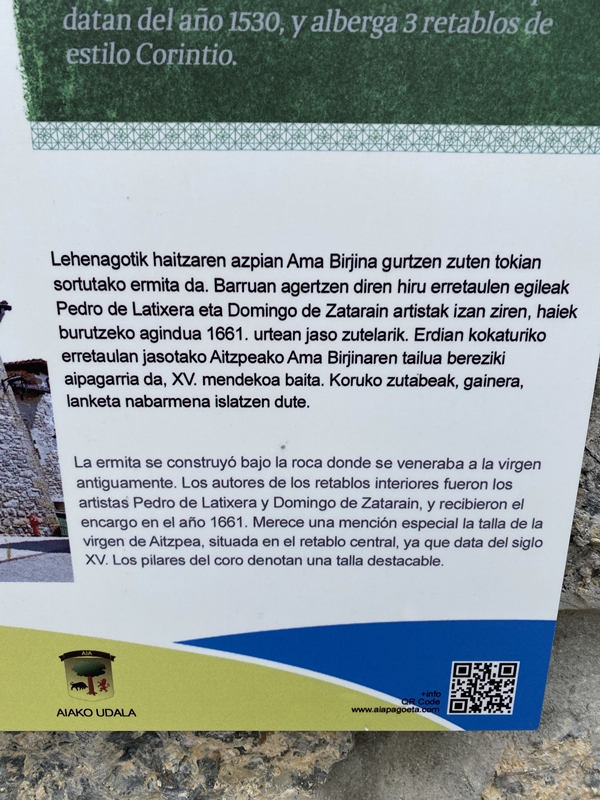 datan del año 1530, y alberga 3 retablos de
estilo Corintio.
Lehenagotik haitzaren azpian Ama Birjina gurtzen zuten tokian
sortutako ermita da. Barruan agertzen diren hiru erretaulen egileak
Pedro de Latixera eta Domingo de Zatarain artistak izan ziren, haiek
burutzeko agindua 1661. urtean jaso zutelarik. Erdian kokaturiko
erretaulan jasotako Aitzpeako Ama Birjinaren tailua bereziki
aipagarria da, XV. mendekoa baita. Koruko zutabeak, gainera,
lanketa nabarmena islatzen dute.
La ermita se construyó bajo la roca donde se veneraba a la virgen
antiguamente. Los autores de los retablos interiores fueron los
artistas Pedro de Latixera y Domingo de Zatarain, y recibieron el
encargo en el año 1661. Merece una mención especial la talla de la
virgen de Aitzpea, situada en el retablo central, ya que data del siglo
XV. Los pilares del coro denotan una talla destacable.
AIA
AIAKO UDALA
+info
QR Code
www.aiapagoeta.com